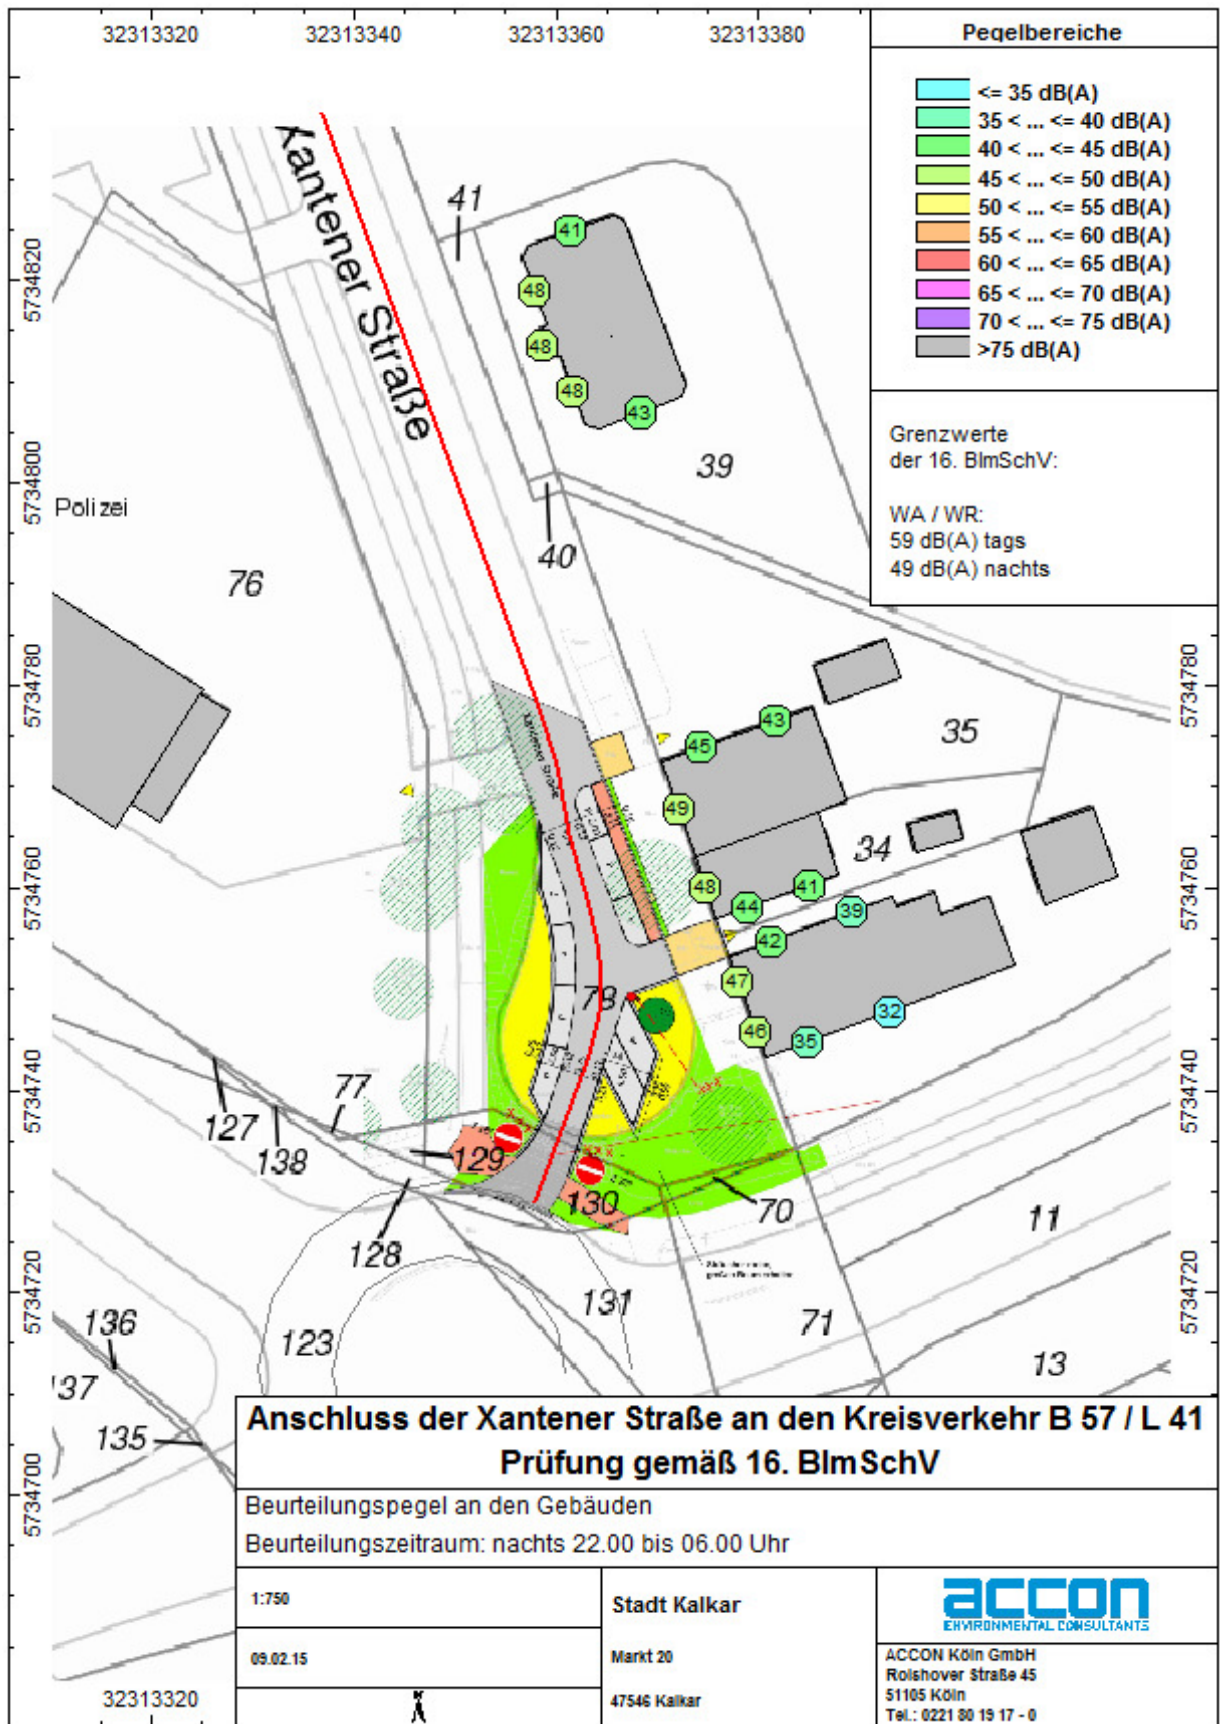 32313320
32313340
32313360
32313380
Pegelbereiche
<= 35 dB(A)
35 < ... <= 40 dB(A)
40 < ... <= 45 dB(A)
45 < ... <= 50 dB(A)
50 < ... <= 55 dB(A)
55 < ... <= 60 dB(A)
60 < ... <= 65 dB(A)
65 < ... <= 70 dB(A)
70 < ... <= 75 dB(A)
>75 dB(A)
Grenzwerte
der 16. BImSchV:
WA / WR:
59 dB(A) tags
49 dB(A) nachts
Xantener Straße
41
41
48
48
48
43
39
40
5734820
5734800
Polizei
76
5734780
5734780
35
43
45
49
Xantener Straße
34
5734760
5734760
48
44
41
39
42
47
46
35
32
78
5734740
5734740
77
127
138
129
130
70
128
11
5734720
5734720
131
71
123
13
136
137
135
5734700
Anschluss der Xantener Straße an den Kreisverkehr B 57 / L 41
Prüfung gemäß 16. BImSchV
Beurteilungspegel an den Gebäuden
Beurteilungszeitraum: nachts 22.00 bis 06.00 Uhr
1:750
09.02.15
Stadt Kalkar
Markt 20
47546 Kalkar
accon
ENVIRONMENTAL CONSULTANTS
ACCON Köln GmbH
Rolshover Straße 45
51105 Köln
Tel.: 0221 80 19 17 - 0
32313320
N